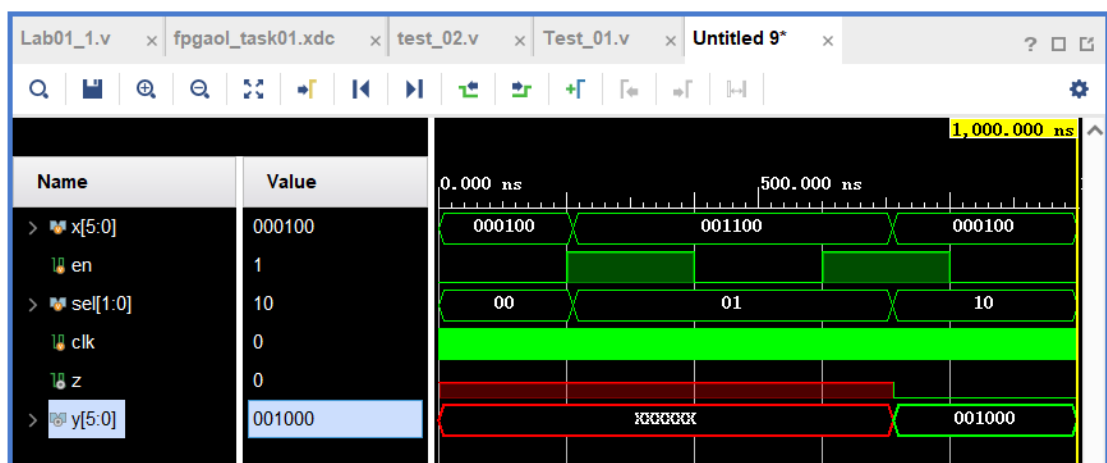 Lab01_1.v × fpgaol_task01.xdc × test_02.v × Test_01.v × Untitled 9* × ?
1,000.000 ns
Name Value 0.000 ns 500.000 ns
x[5:0] 000100 000100 001100 000100
en 1
sel[1:0] 10 00 01 10
clk 0
z 0
y[5:0] 001000 XXXXXX 001000